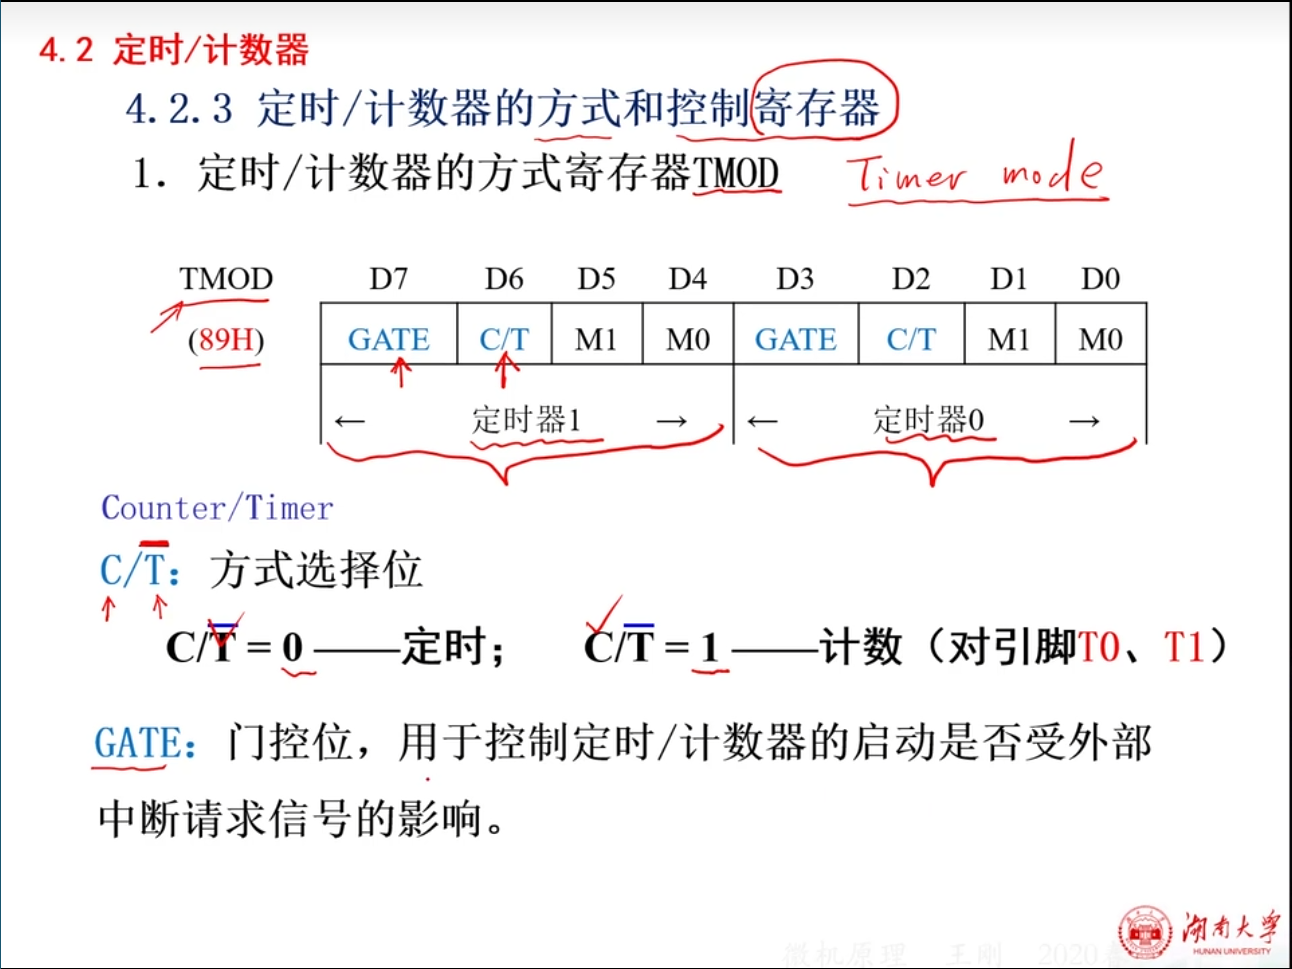 4.2 定时/计数器
4.2.3 定时/计数器的方式和控制寄存器
1. 定时/计数器的方式寄存器TMOD Timer mode
TMOD D7 D6 D5 D4 D3 D2 D1 D0
(89H) GATE C/T M1 M0 GATE C/T M1 M0
← 定时器1 → ← 定时器0 →
Counter/Timer
C/T̅: 方式选择位
C/T̅ = 0 ——定时; C/T̅ = 1 ——计数（对引脚T0、T1）
GATE: 门控位，用于控制定时/计数器的启动是否受外部
中断请求信号的影响。
湖南大学
HUNAN UNIVERSITY
微机原理 王刚 2020春